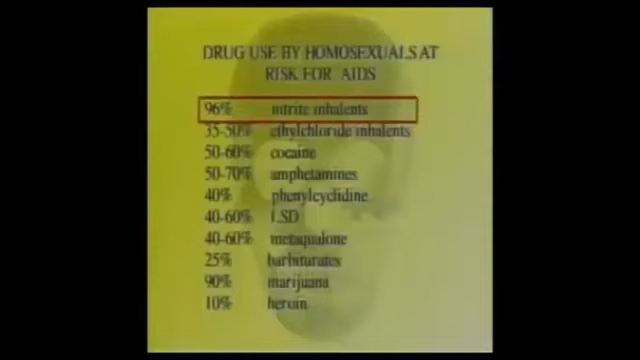 DRUG USE BY HOMOSEXUALS AT
RISK FOR AIDS
96% nitrite inhalents
35-50% ethylchloride inhalents
50-60% cocaine
50-70% amphetamines
40% phenylcyclidine
40-60% LSD
40-60% metaqualone
25% barbiturates
90% marijuana
10% heroin